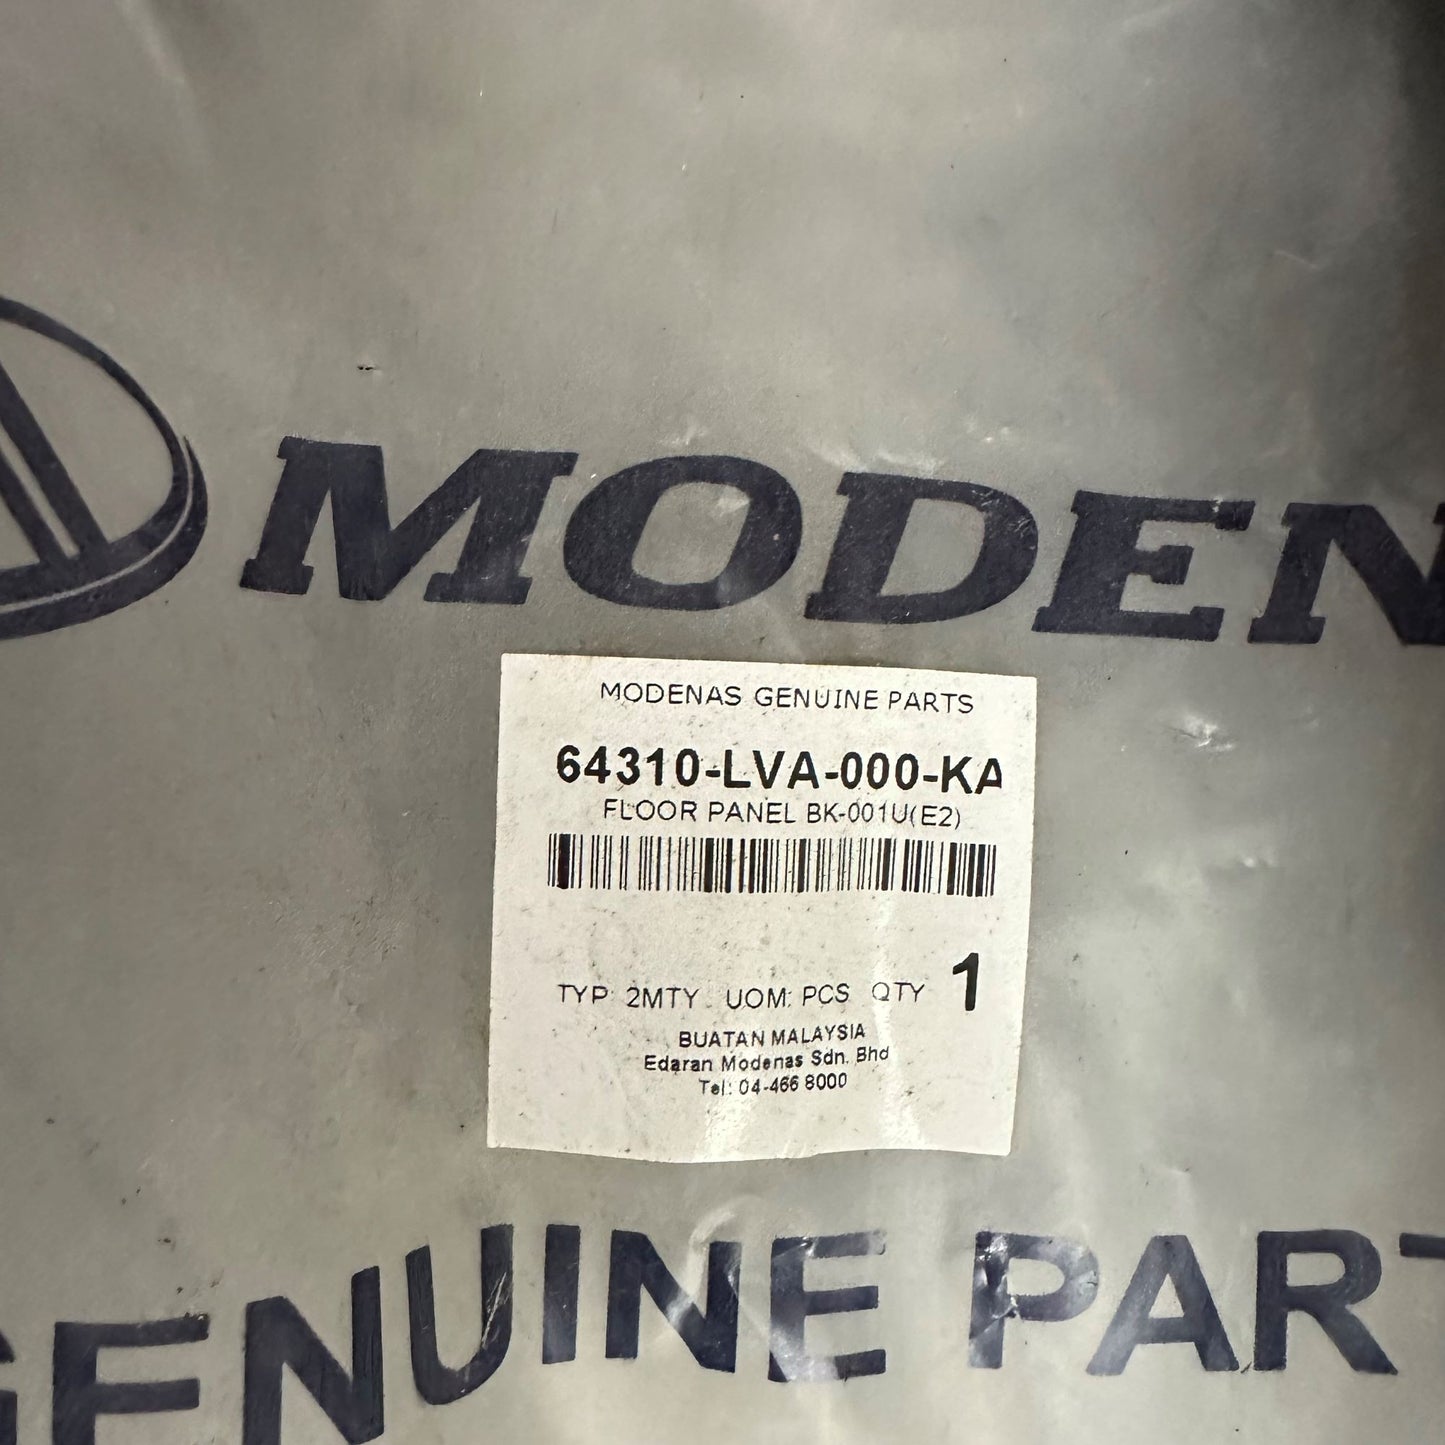 MODEN
MODENAS GENUINE PARTS
64310-LVA-000-KA
FLOOR PANEL BK-001U(E2)
TYP: 2MTY. UOM: PCS QTY 1
BUATAN MALAYSIA
Edaran Modenas Sdn. Bhd
Tel: 04-466 8000
GENUINE PART